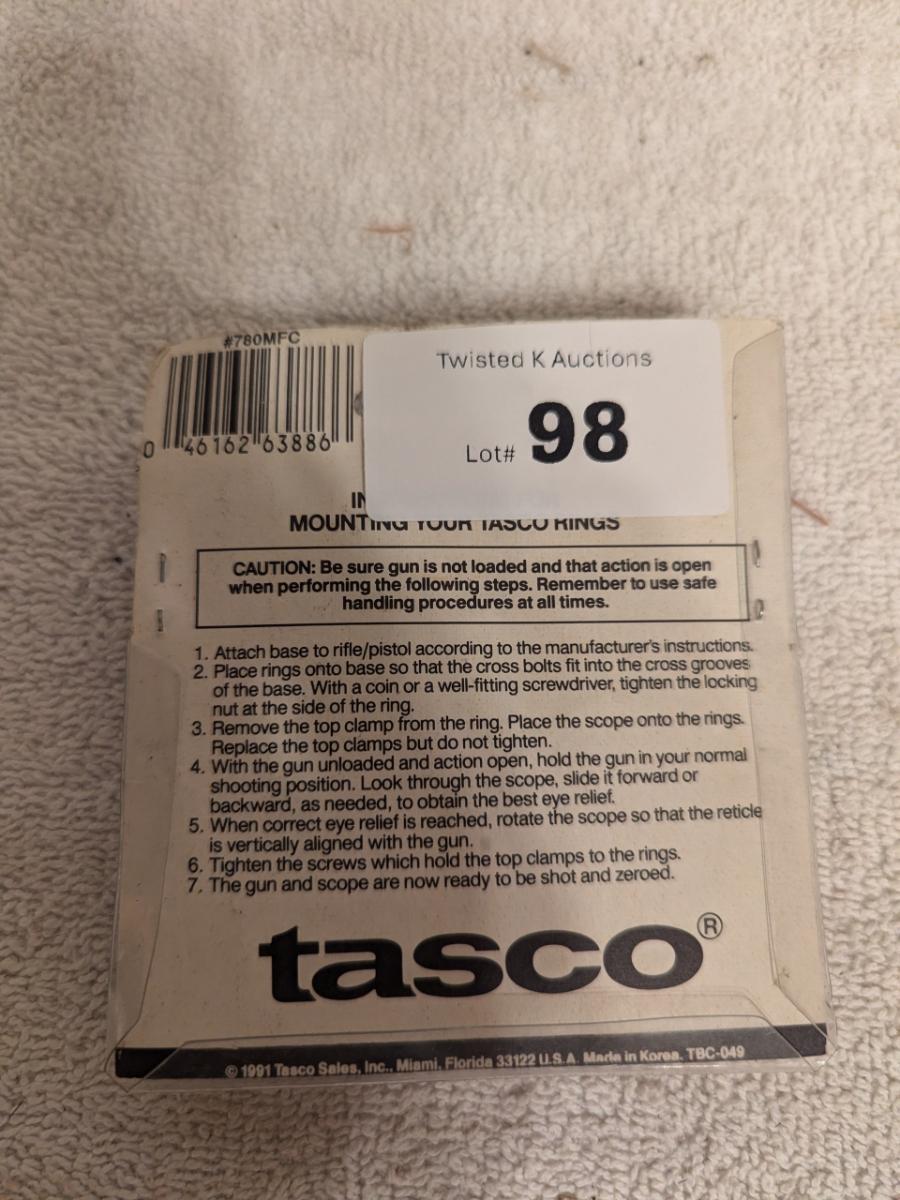 #780MFC
Twisted K Auctions
Lot# 98
0 46162 63886
MOUNTING YOUR TASCO RINGS
CAUTION: Be sure gun is not loaded and that action is open
when performing the following steps. Remember to use safe
handling procedures at all times.
1. Attach base to rifle/pistol according to the manufacturer's instructions.
2. Place rings onto base so that the cross bolts fit into the cross grooves
of the base. With a coin or a well-fitting screwdriver, tighten the locking
nut at the side of the ring.
3. Remove the top clamp from the ring. Place the scope onto the rings.
Replace the top clamps but do not tighten.
4. With the gun unloaded and action open, hold the gun in your normal
shooting position. Look through the scope, slide it forward or
backward, as needed, to obtain the best eye relief.
5. When correct eye relief is reached, rotate the scope so that the reticle
is vertically aligned with the gun.
6. Tighten the screws which hold the top clamps to the rings.
7. The gun and scope are now ready to be shot and zeroed.
tasco®
© 1991 Tasco Sales, Inc., Miami, Florida 33122 U.S.A. Made in Korea. TBC-049